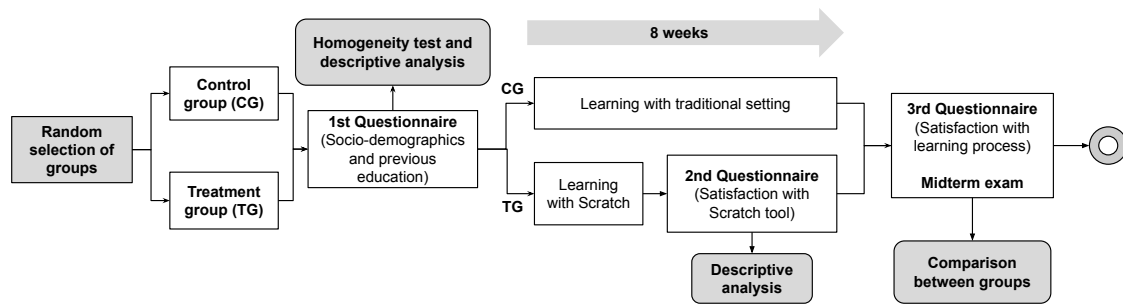 Random
selection of
groups
Control
group (CG)
Treatment
group (TG)
Homogeneity test and
descriptive analysis
1st Questionnaire
(Socio-demographics
and previous
education)
8 weeks
CG
Learning with traditional setting
TG
Learning
with Scratch
2nd Questionnaire
(Satisfaction with
Scratch tool)
Descriptive
analysis
3rd Questionnaire
(Satisfaction with
learning process)
Midterm exam
Comparison
between groups